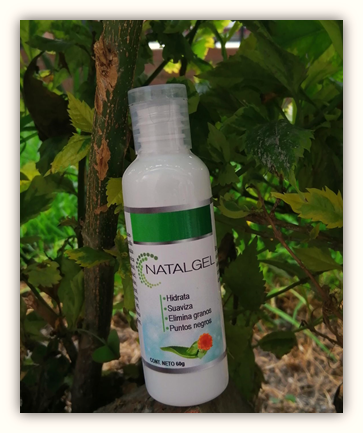 NATALGEL
Hidrata
Suaviza
Elimina granos
Puntos negros
CONT. NETO 60g